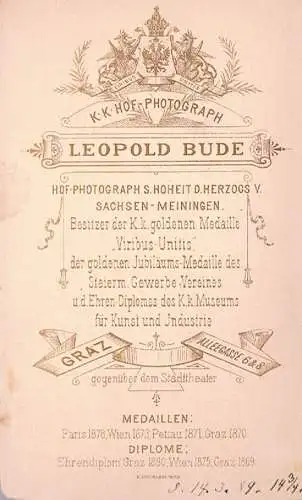 K.K. HOF-PHOTOGRAPH
LEOPOLD BUDE
HOF-PHOTOGRAPH S. HOHEIT D. HERZOGS V.
SACHSEN-MEININGEN.
Besitzer der K.k. goldenen Medaille
„Viribus-Unitis“
der goldenen Jubiläums-Medaille des
Steierm. Gewerbe-Vereines
u.d. Ehren Diplomes des K.k. Museums
für Kunst und Industrie
GRAZ ALLEEGASSE 6 & 8
gegenüber dem Stadttheater
MEDAILLEN:
Paris 1878, Wien 1873, Pettau 1871, Graz 1870.
DIPLOME:
Ehrendiplom Graz 1880, Wien 1875, Graz 1869.